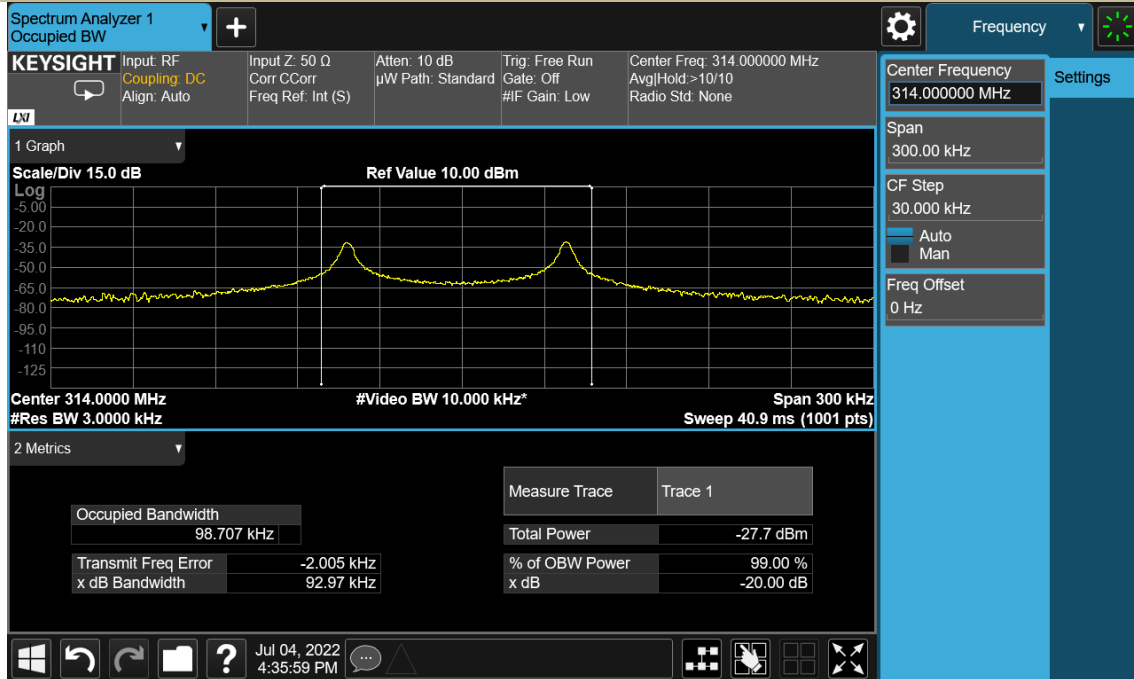 Spectrum Analyzer 1
Occupied BW
Frequency
KEYSIGHT
Input: RF
Coupling: DC
Align: Auto
Input Z: 50 Ω
Corr CCorr
Freq Ref: Int (S)
Atten: 10 dB
µW Path: Standard
Trig: Free Run
Gate: Off
#IF Gain: Low
Center Freq: 314.000000 MHz
Avg|Hold:>10/10
Radio Std: None
LXI
Center Frequency
314.000000 MHz
Settings
Span
300.00 kHz
CF Step
30.000 kHz
Auto
Man
Freq Offset
0 Hz
1 Graph
Scale/Div 15.0 dB
Ref Value 10.00 dBm
Log
-5.00
-20.0
-35.0
-50.0
-65.0
-80.0
-95.0
-110
-125
Center 314.0000 MHz
#Video BW 10.000 kHz*
Span 300 kHz
#Res BW 3.0000 kHz
Sweep 40.9 ms (1001 pts)
2 Metrics
Measure Trace
Trace 1
Occupied Bandwidth
98.707 kHz
Total Power
-27.7 dBm
Transmit Freq Error
-2.005 kHz
% of OBW Power
99.00 %
x dB Bandwidth
92.97 kHz
x dB
-20.00 dB
?
Jul 04, 2022
4:35:59 PM